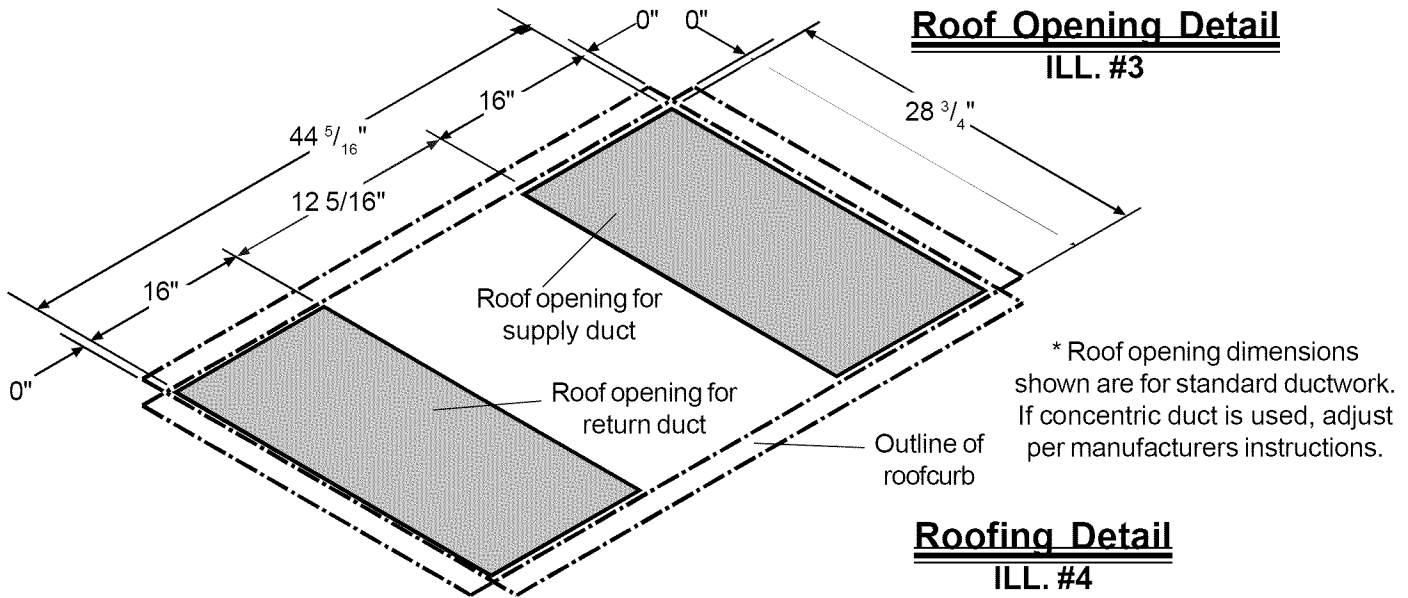 Roof Opening Detail
ILL. #3
0"
0"
16"
28 3/4"
44 5/16"
12 5/16"
16"
0"
Roof opening for
supply duct
Roof opening for
return duct
Outline of
roofcurb
* Roof opening dimensions
shown are for standard ductwork.
If concentric duct is used, adjust
per manufacturers instructions.
Roofing Detail
ILL. #4